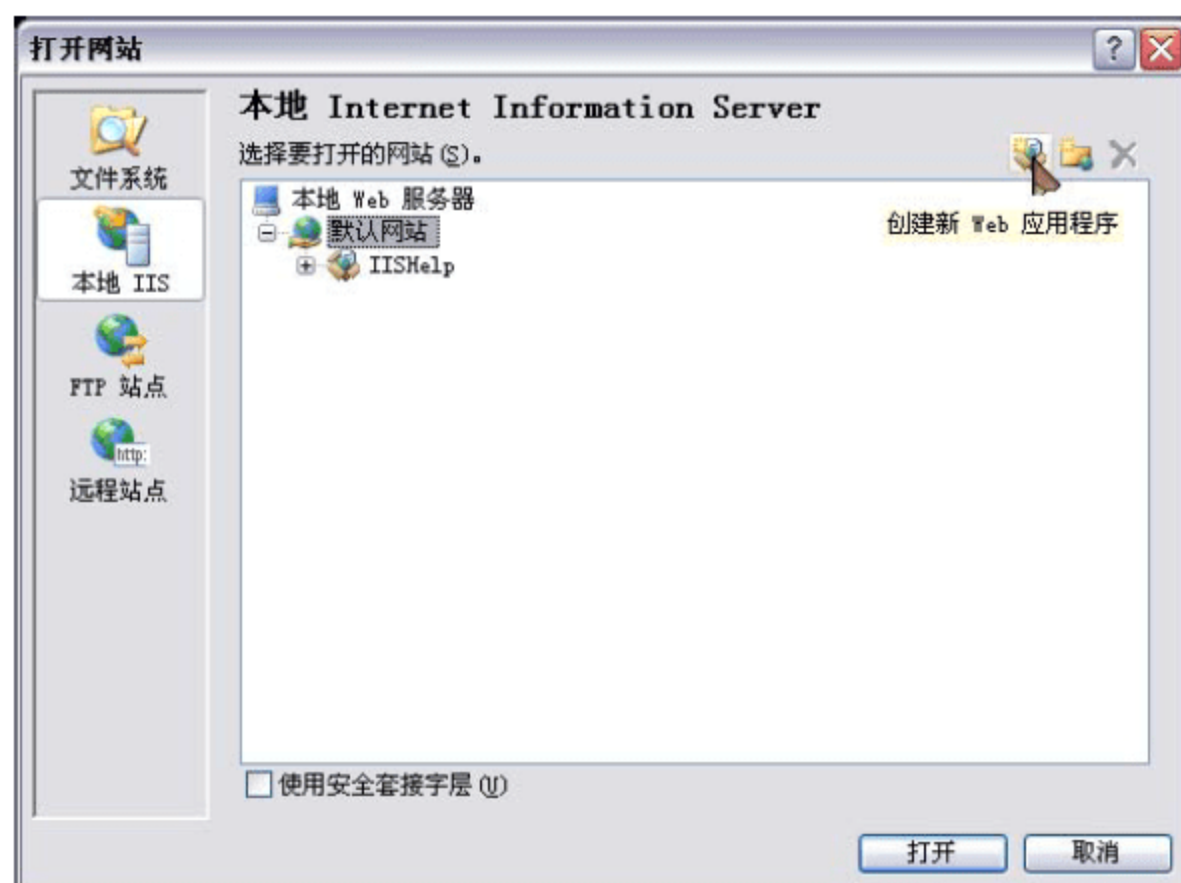 打开网站
?
文件系统
本地 IIS
FTP 站点
http:
远程站点
本地 Internet Information Server
选择要打开的网站(S)。
创建新 Web 应用程序
本地 Web 服务器
默认网站
IISHelp
使用安全套接字层(U)
打开
取消